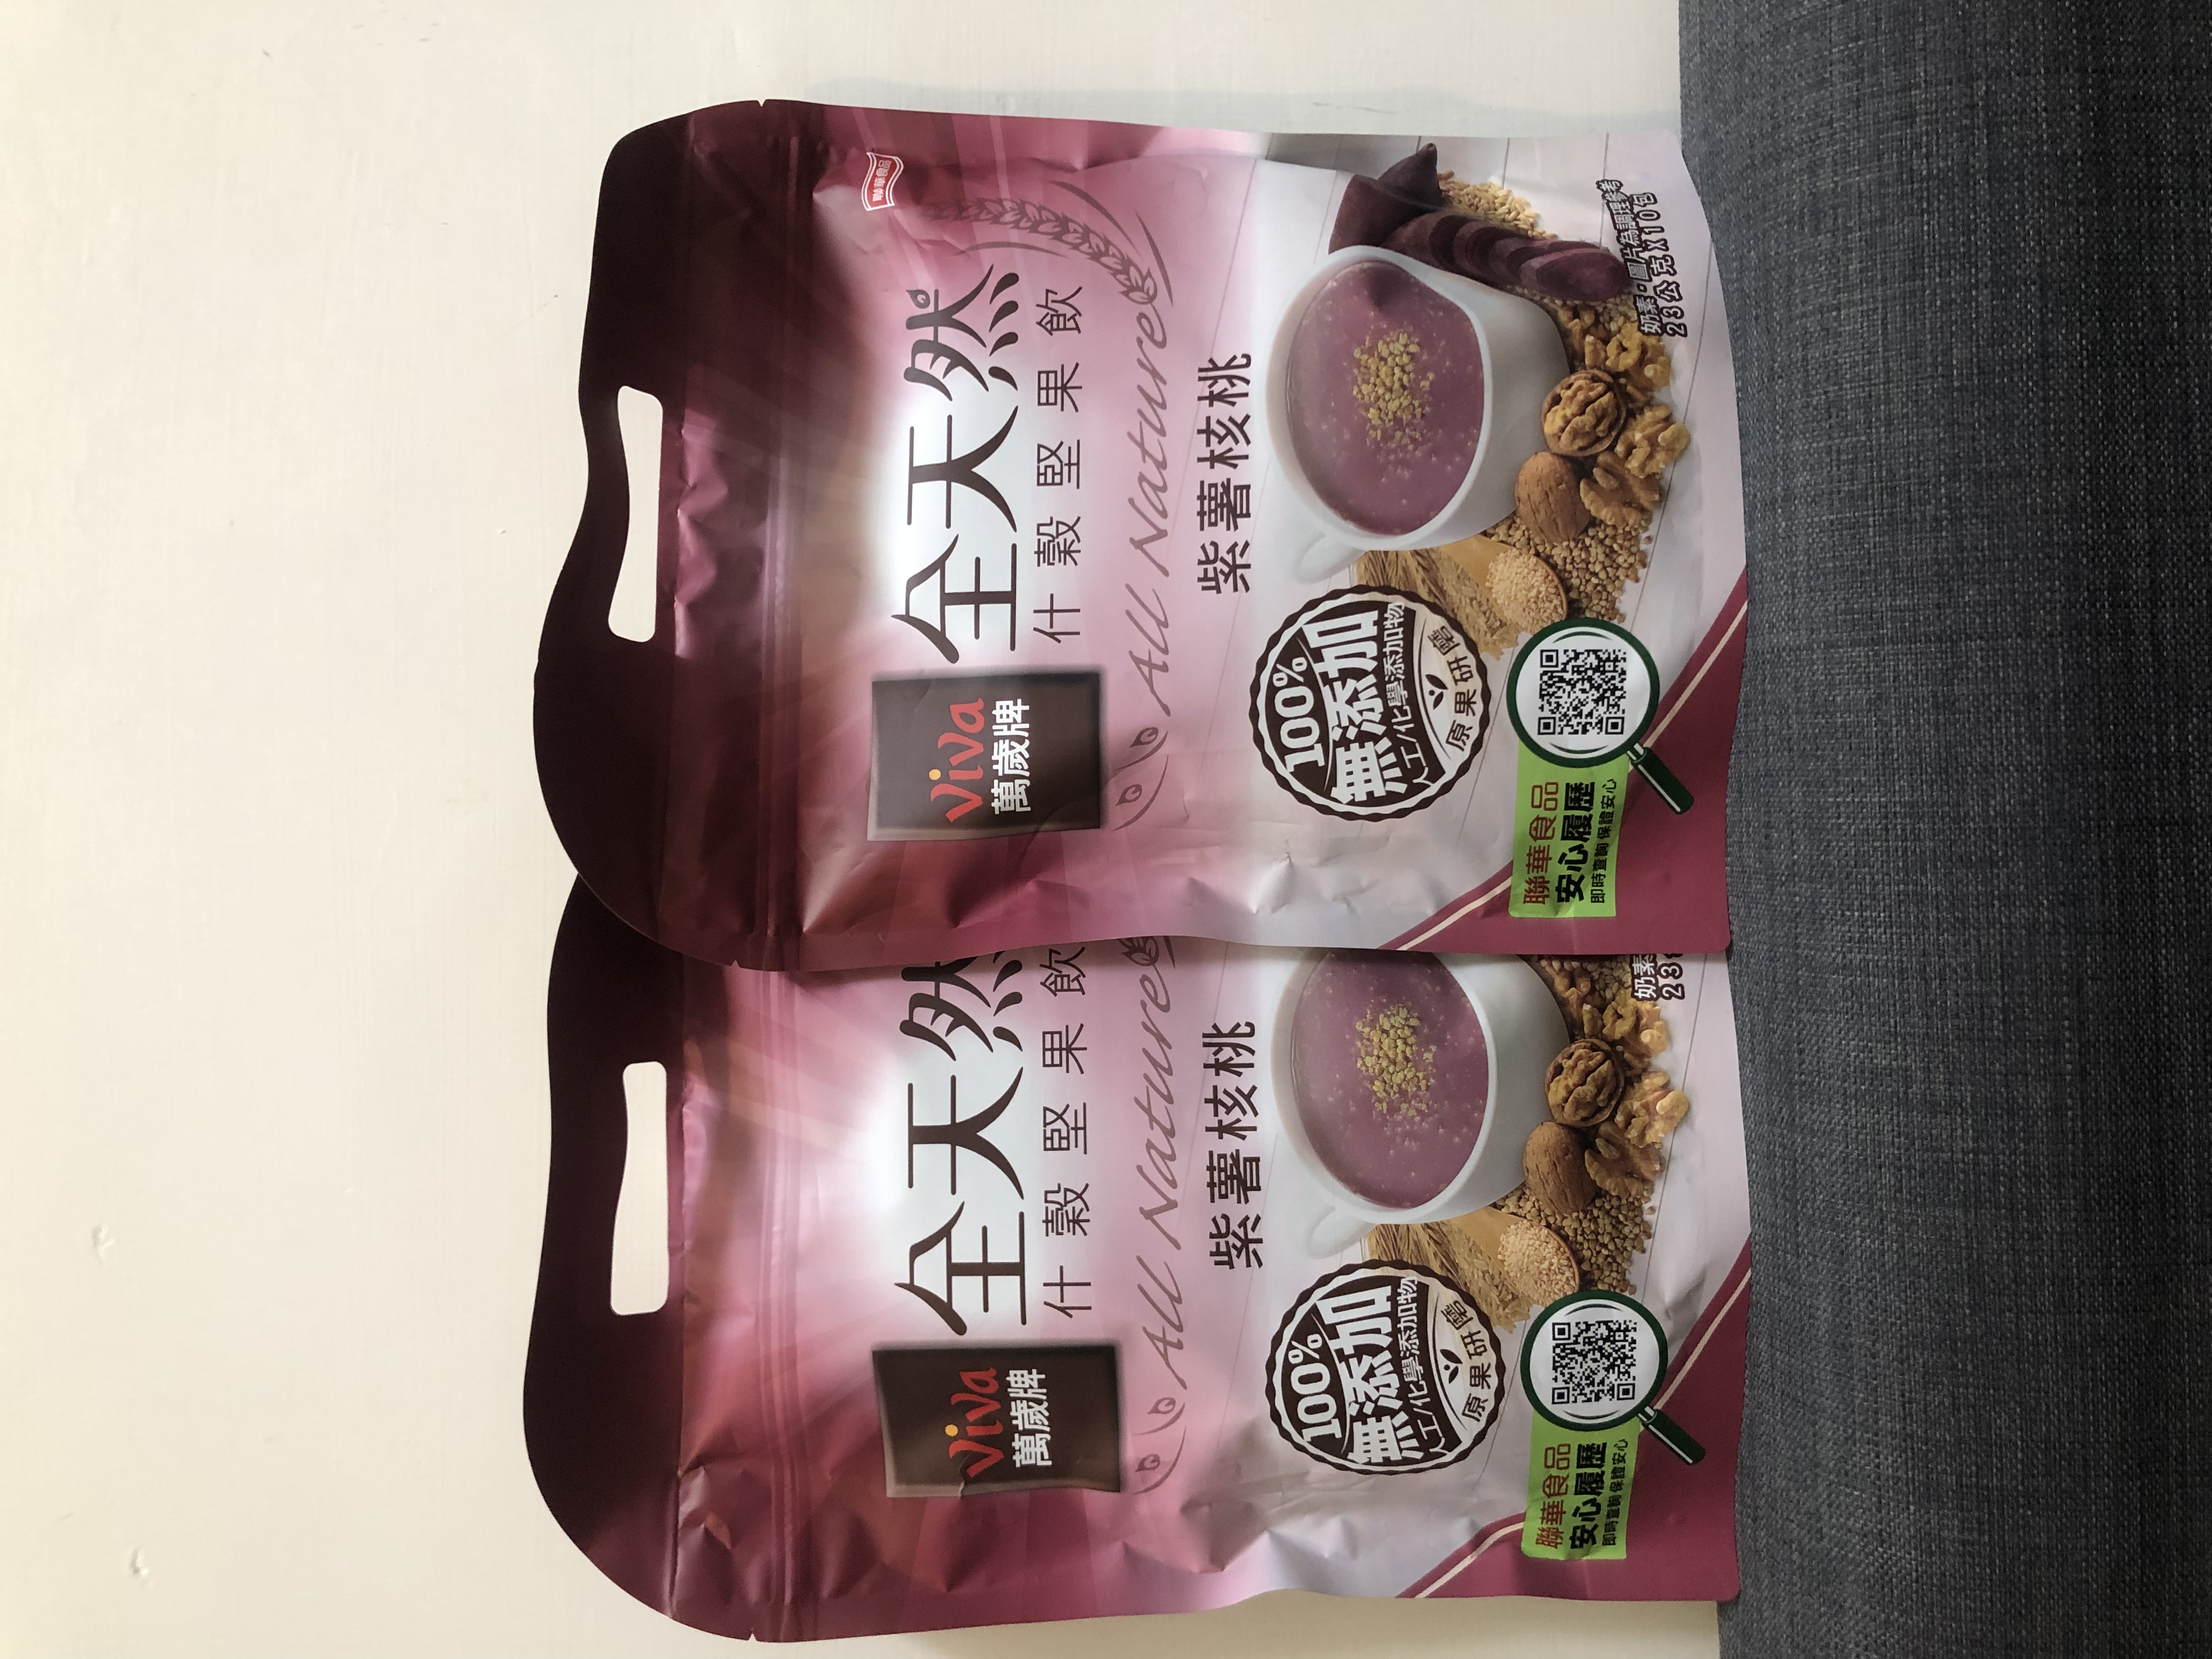 viva
萬歲牌
全天然
什穀堅果飲
All Nature
紫薯核桃
100%
無添加
人工/化學添加物
原果研磨
聯華食品
安心履歷
即時查詢 保證安心
奶素
23
聯華食品
viva
萬歲牌
全天然
什穀堅果飲
All Nature
紫薯核桃
100%
無添加
人工/化學添加物
原果研磨
聯華食品
安心履歷
即時查詢 保證安心
奶素・圖片為調理參考
23公克X10包